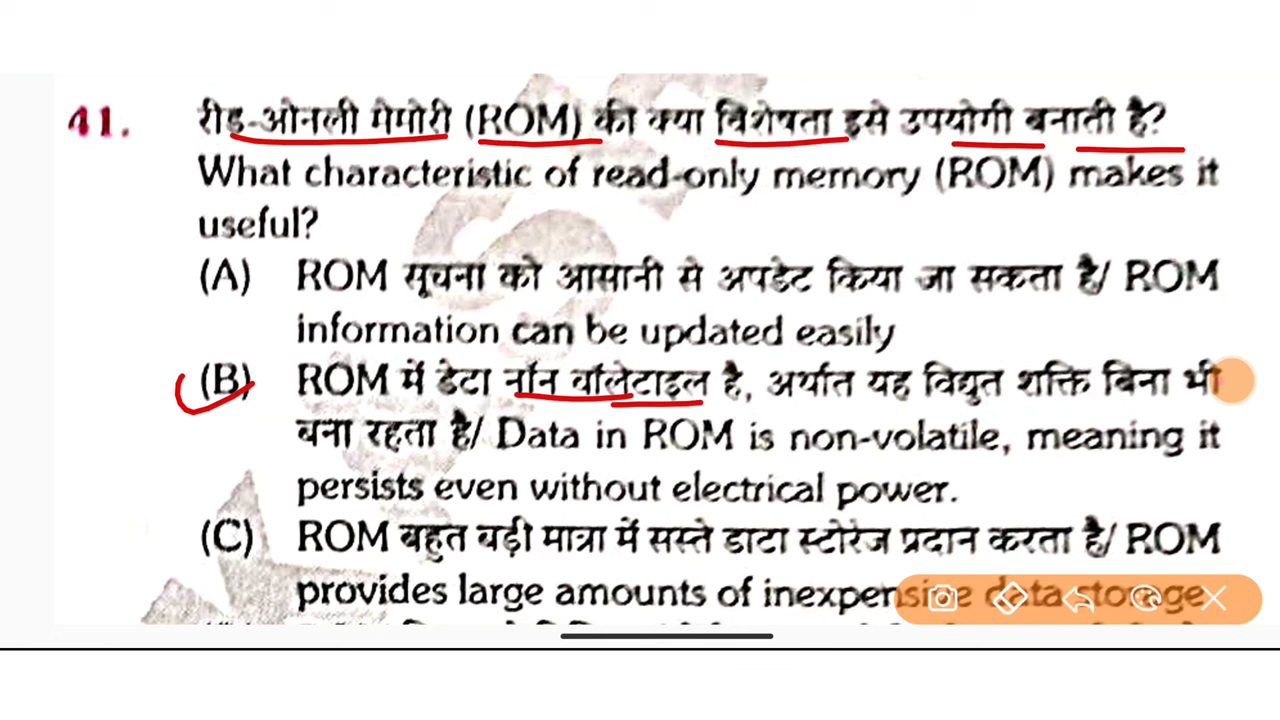 41. रीड-ओनली मेमोरी (ROM) की क्या विशेषता इसे उपयोगी बनाती है?
What characteristic of read-only memory (ROM) makes it
useful?
(A) ROM सूचना को आसानी से अपडेट किया जा सकता है/ ROM
information can be updated easily
(B) ROM में डेटा नॉन वॉलेटाइल है, अर्थात यह विद्युत शक्ति बिना भी
बना रहता है/ Data in ROM is non-volatile, meaning it
persists even without electrical power.
(C) ROM बहुत बड़ी मात्रा में सस्ते डाटा स्टोरेज प्रदान करता है/ ROM
provides large amounts of inexpensive data storage